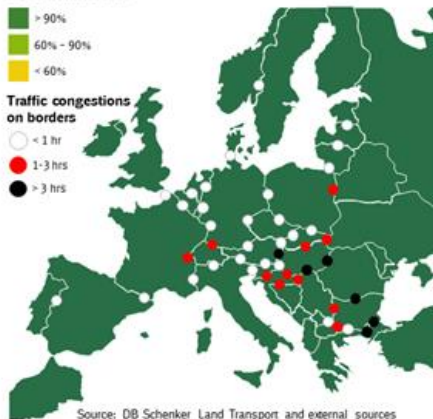 > 90%
60% - 90%
< 60%
Traffic congestions
on borders
< 1 hr
1-3 hrs
> 3 hrs
Source: DB Schenker Land Transport and external sources